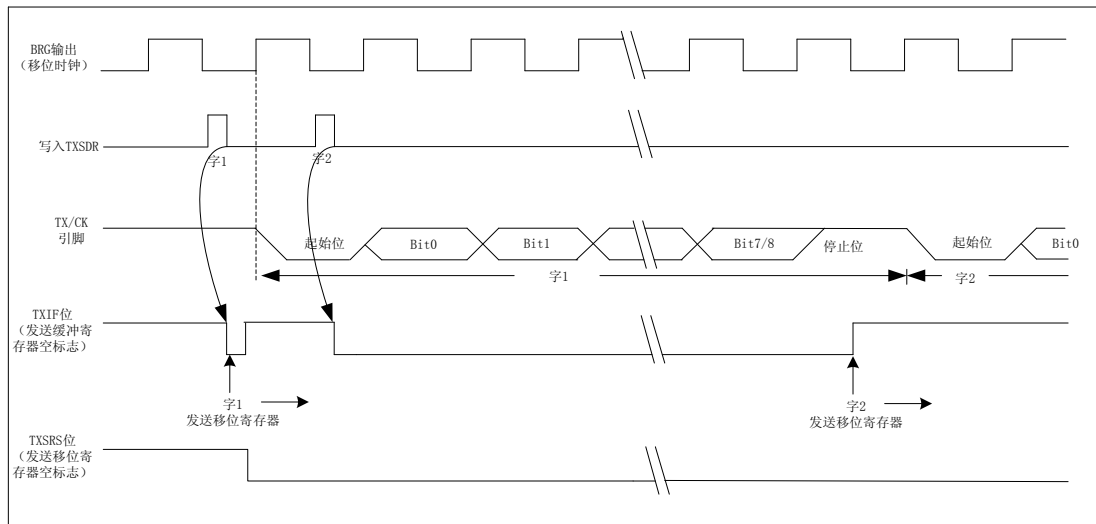 BRG输出
（移位时钟）
写入TXSDR
字1
字2
TX/CK
引脚
起始位
Bit0
Bit1
Bit7/8
停止位
起始位
Bit0
字1
字2
TXIF位
（发送缓冲寄
存器空标志）
字1
发送移位寄存器
字2
发送移位寄存器
TXSRS位
（发送移位寄
存器空标志）